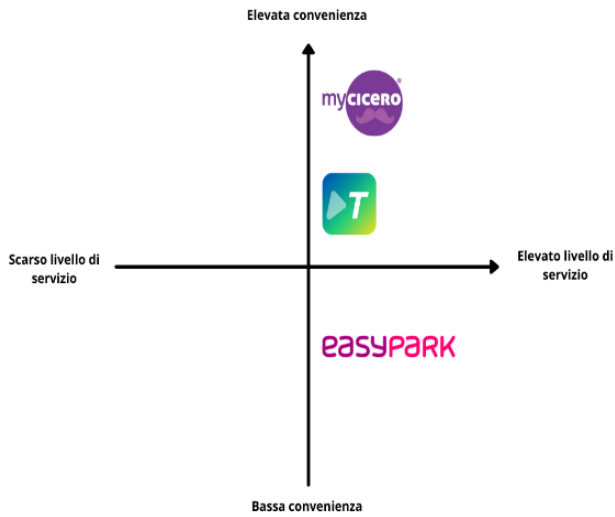 Elevata convenienza
mycicero
T
Scarso livello di
servizio
Elevato livello di
servizio
easypark
Bassa convenienza